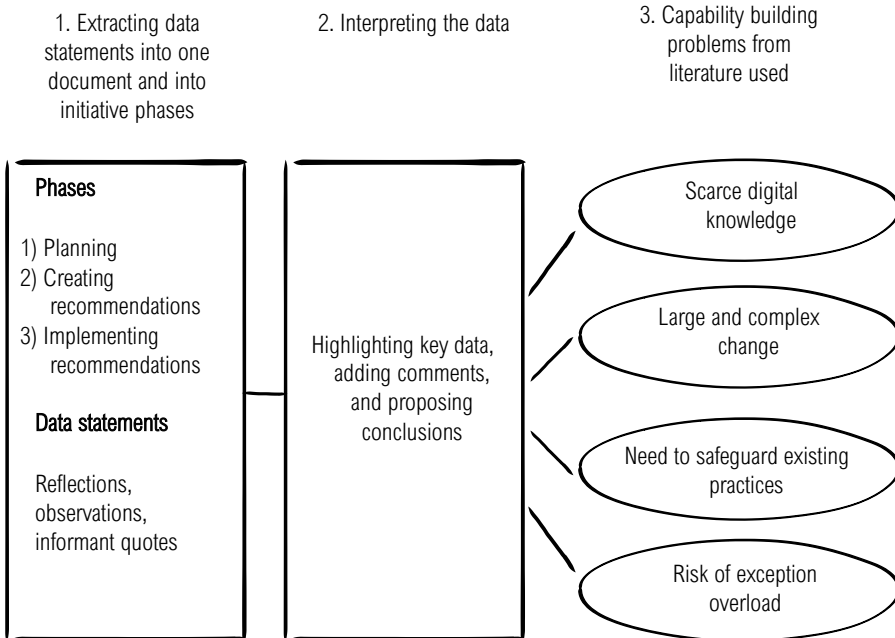 1. Extracting data
statements into one
document and into
initiative phases
2. Interpreting the data
3. Capability building
problems from
literature used
Phases
1) Planning
2) Creating
recommendations
3) Implementing
recommendations
Data statements
Reflections,
observations,
informant quotes
Highlighting key data,
adding comments,
and proposing
conclusions
Scarce digital
knowledge
Large and complex
change
Need to safeguard existing
practices
Risk of exception
overload